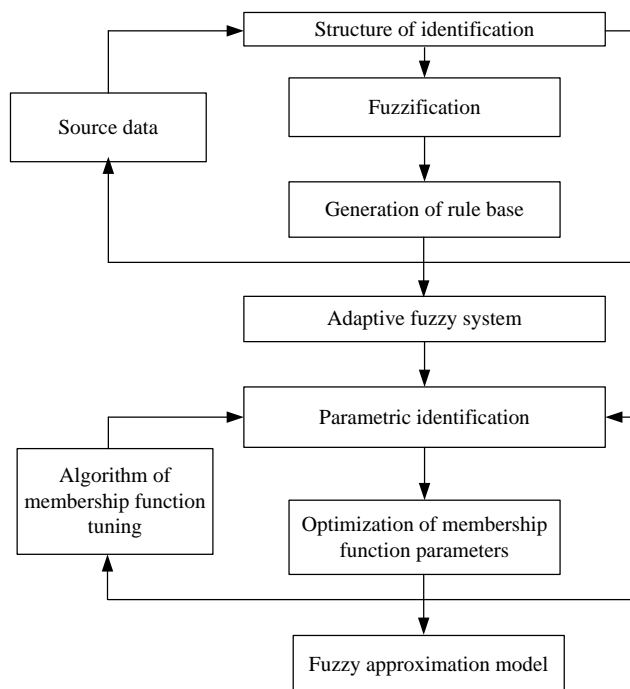 Structure of identification
Fuzzification
Source data
Generation of rule base
Adaptive fuzzy system
Parametric identification
Algorithm of
membership function
tuning
Optimization of membership
function parameters
Fuzzy approximation model